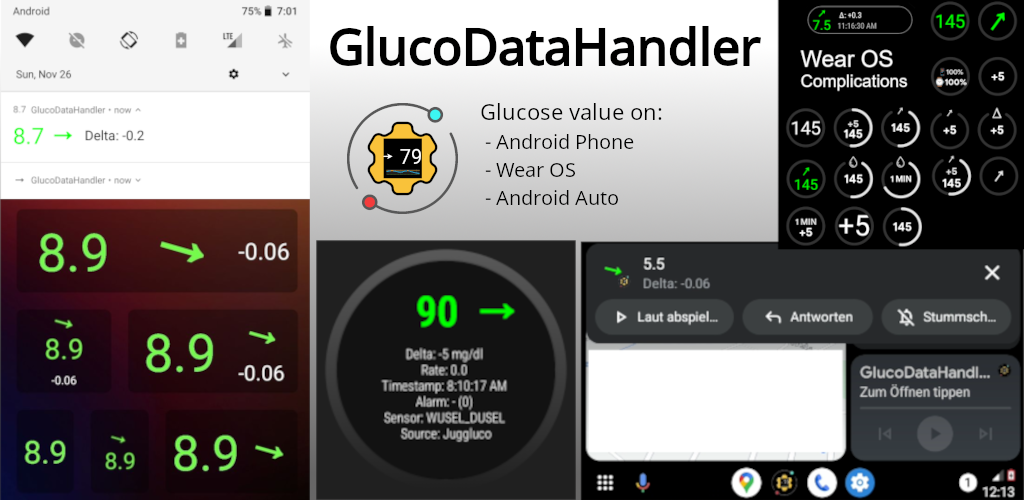 Android
75% 7:01
LTE
Sun, Nov 26
8.7 GlucoDataHandler • now
8.7 → Delta: -0.2
→ GlucoDataHandler • now
8.9 → -0.06
8.9
-0.06
8.9
-0.06
8.9
8.9
8.9 →
GlucoDataHandler
→ 79
Glucose value on:
- Android Phone
- Wear OS
- Android Auto
90 →
Delta: -5 mg/dl
Rate: 0.0
Timestamp: 8:10:17 AM
Alarm: - (0)
Sensor: WUSEL_DUSEL
Source: Juggluco
7.5
Δ: +0.3
11:16:30 AM
145
Wear OS
Complications
100%
100%
+5
145
+5
145
145
+5
Δ
+5
145
145
1 MIN
+5
145
1 MIN
+5
+5
145
5.5
Delta: -0.06
Laut abspiel...
Antworten
Stummsch...
GlucoDataHandl...
Zum Öffnen tippen
1
12:13